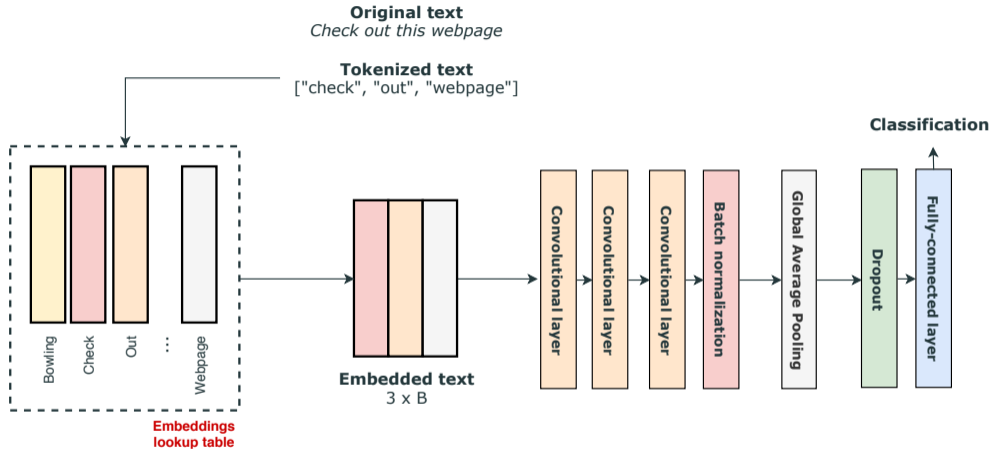 Original text
Check out this webpage
Tokenized text
["check", "out", "webpage"]
Classification
Bowling
Check
Out
...
Webpage
Embeddings
lookup table
Embedded text
3 x B
Convolutional layer
Convolutional layer
Convolutional layer
Batch normalization
Global Average Pooling
Dropout
Fully-connected layer